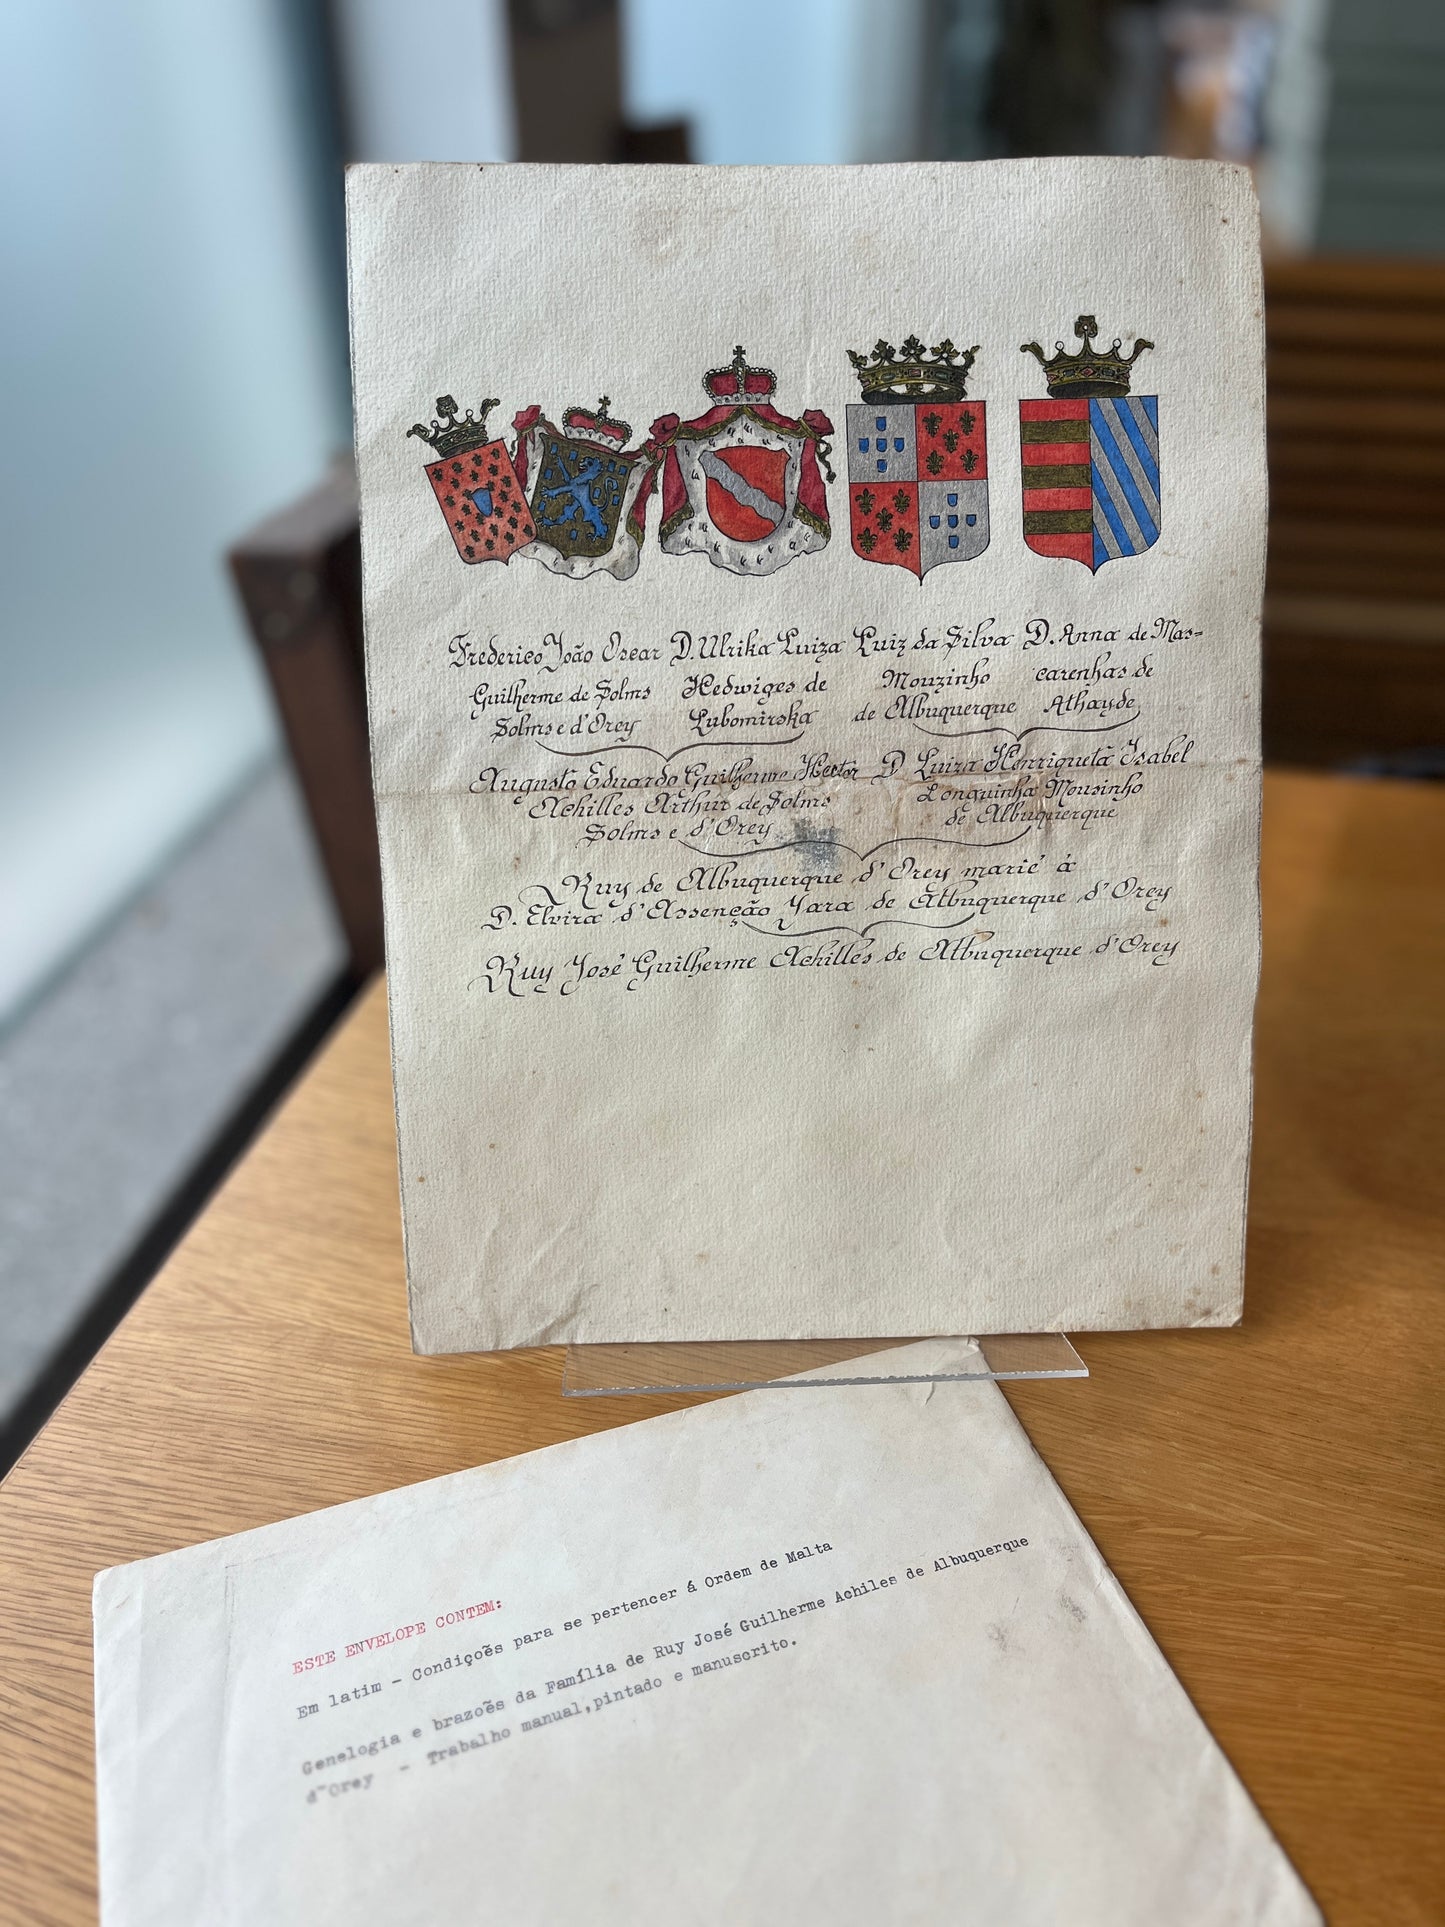 Frederico João Oscar D. Ulrika Luiza Luiz da Silva D. Anna de Mas-
Guilherme de Solms Hedwiges de Mouzinho carenhas de
Solms e d'Orey Lubomirska de Albuquerque Athayde
Augusto Eduardo Guilherme Hector D Luiza Henriqueta Isabel
Achilles Arthur de Solms Longuinha Mousinho
Solms e d'Orey de Albuquerque
Ruy de Albuquerque d'Orey marié á
D. Elvira d'Assenção Yara de Albuquerque d'Orey
Ruy José Guilherme Achilles de Albuquerque d'Orey
ESTE ENVELOPE CONTEM:
Em latim - Condiçoẽs para se pertencer á Ordem de Malta
Genelogia e brazoẽs da Família de Ruy José Guilherme Achiles de Albuquerque
d"Orey - Trabalho manual,pintado e manuscrito.